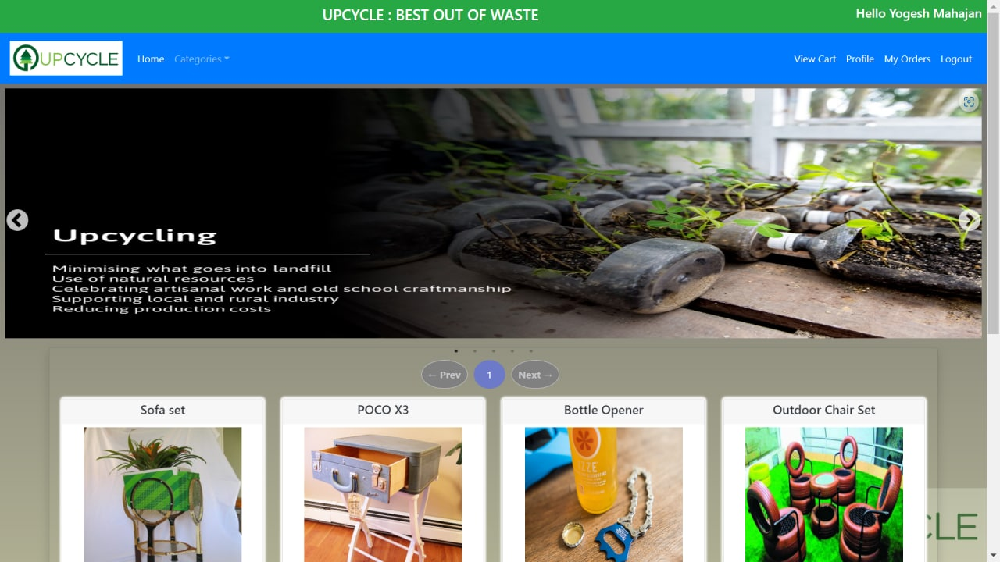 UPCYCLE : BEST OUT OF WASTE
Hello Yogesh Mahajan
UPCYCLE
Home
Categories
View Cart
Profile
My Orders
Logout
Upcycling
Minimising what goes into landfill
Use of natural resources
Celebrating artisanal work and old school craftmanship
Supporting local and rural industry
Reducing production costs
← Prev
1
Next →
Sofa set
POCO X3
Bottle Opener
Outdoor Chair Set
IZZE
CLE